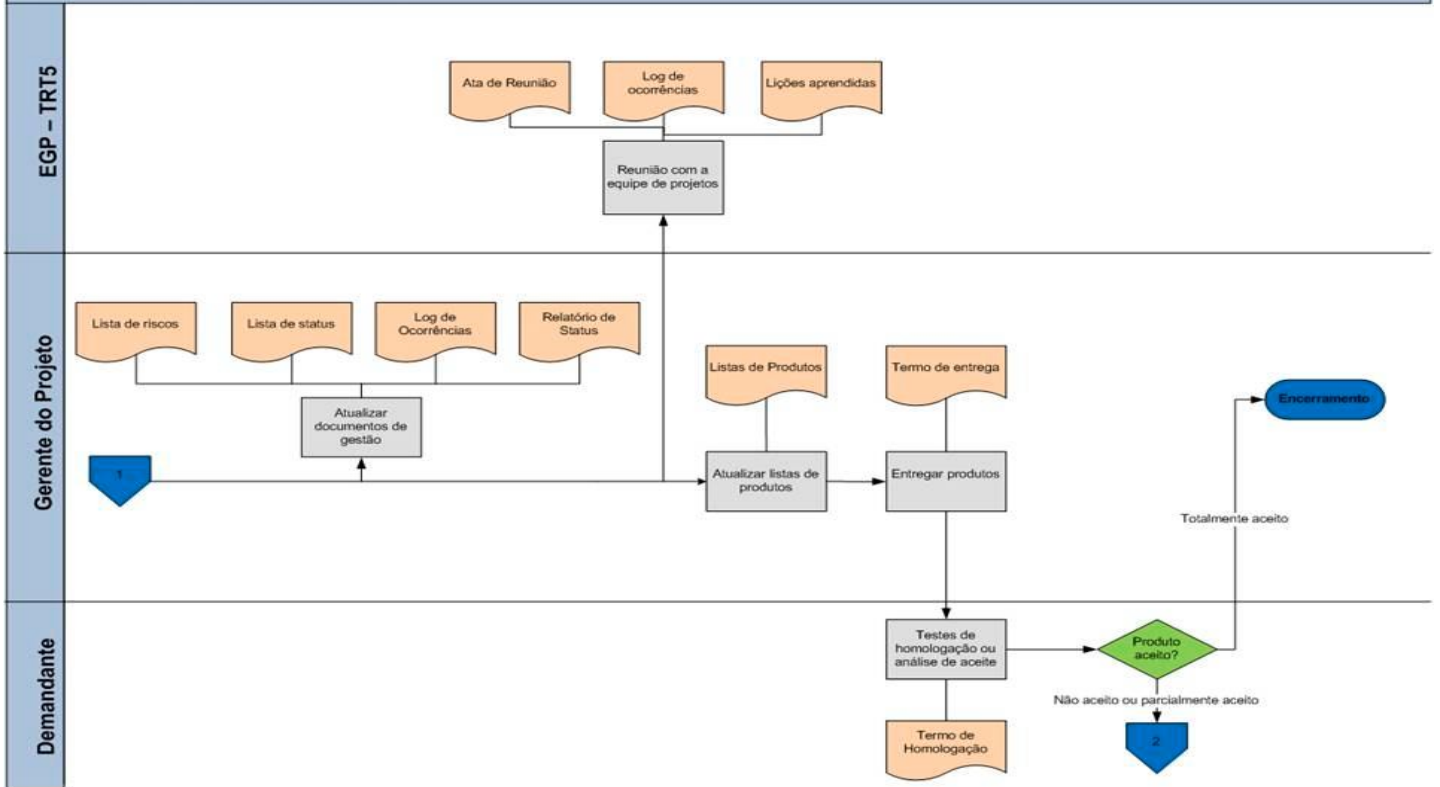 EGP – TRT5
Ata de Reunião
Log de
ocorrências
Lições aprendidas
Reunião com a
equipe de projetos
Gerente do Projeto
Lista de riscos
Lista de status
Log de
Ocorrências
Relatório de
Status
Atualizar
documentos de
gestão
1
Listas de Produtos
Termo de entrega
Atualizar listas de
produtos
Entregar produtos
Encerramento
Totalmente aceito
Demandante
Testes de
homologação ou
análise de aceite
Produto
aceito?
Não aceito ou parcialmente aceito
2
Termo de
Homologação